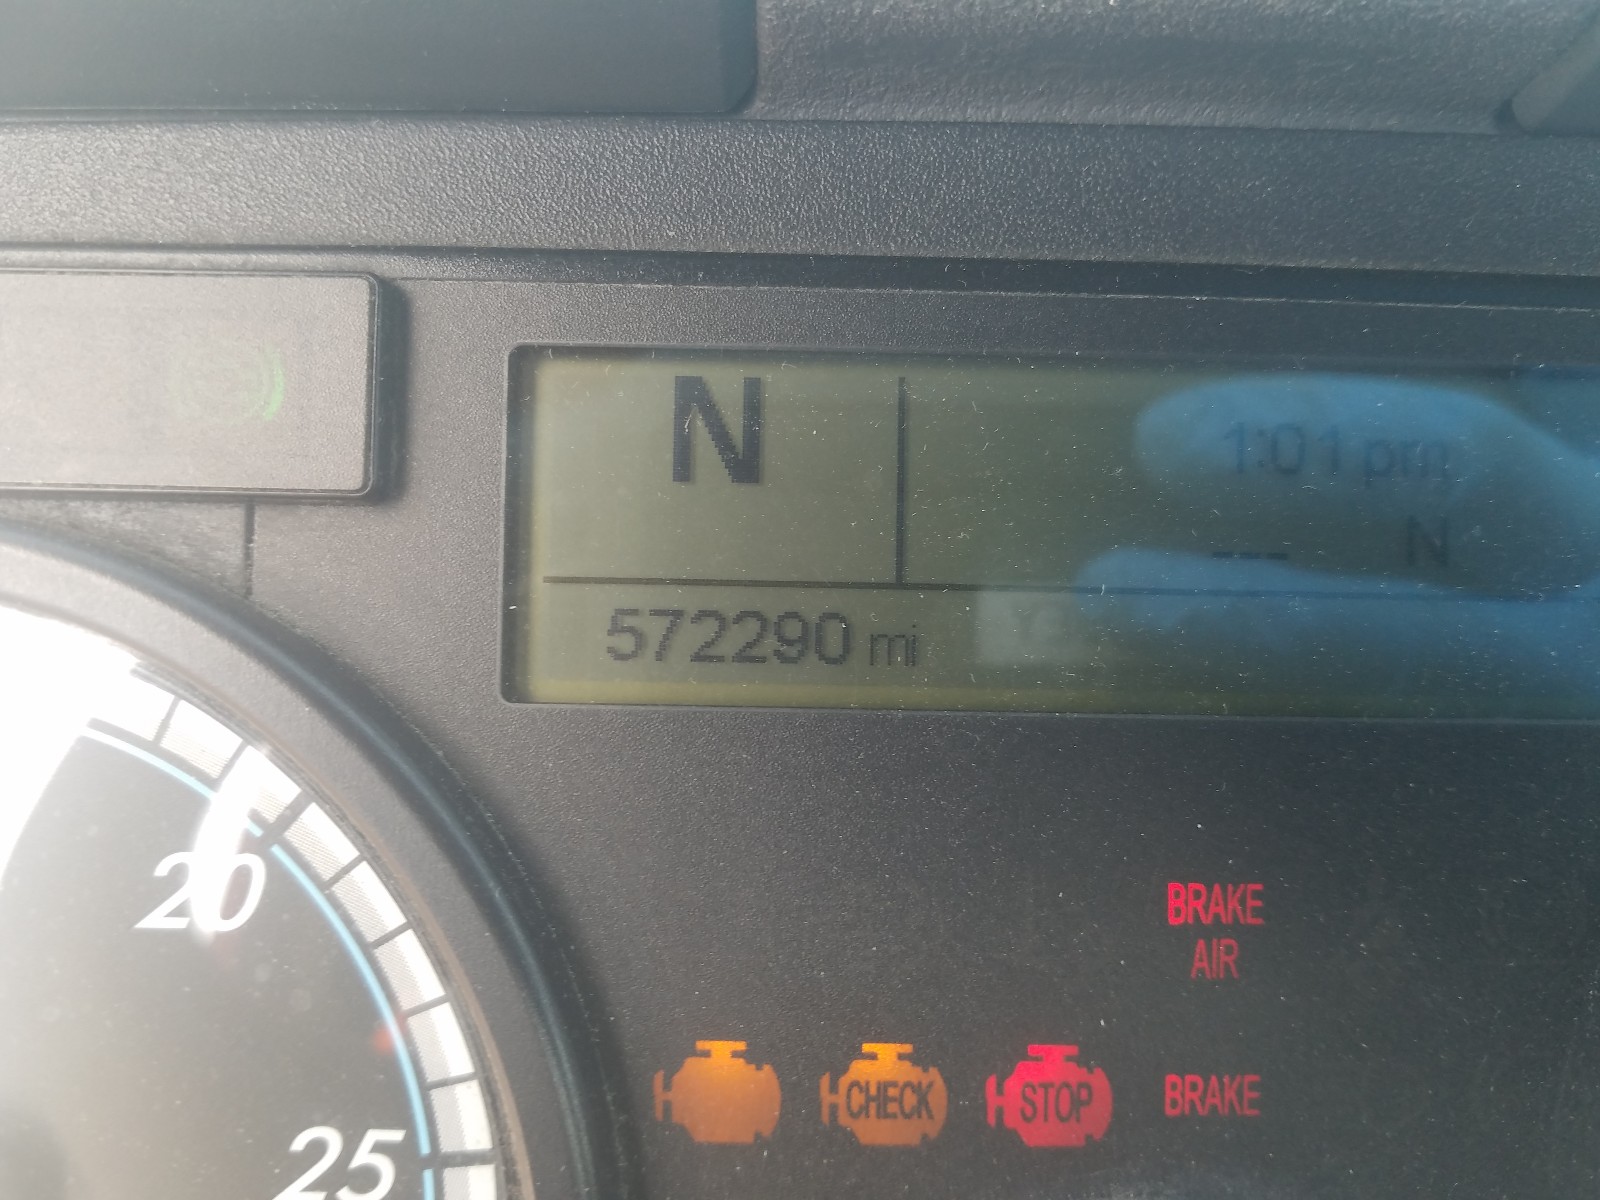 N
1:01 pm
--- N
572290 mi
20
25
BRAKE
AIR
CHECK
STOP
BRAKE